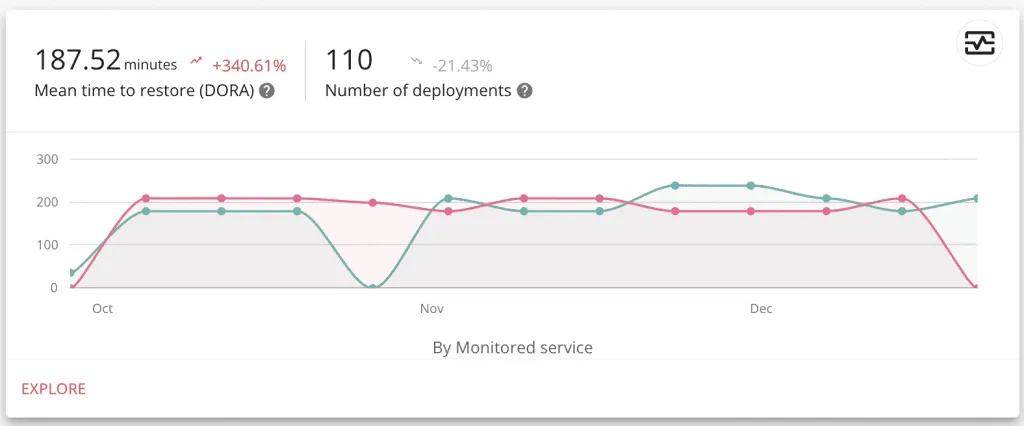 187.52 minutes +340.61%
Mean time to restore (DORA) ?
110 -21.43%
Number of deployments ?
300
200
100
0
Oct Nov Dec
By Monitored service
EXPLORE